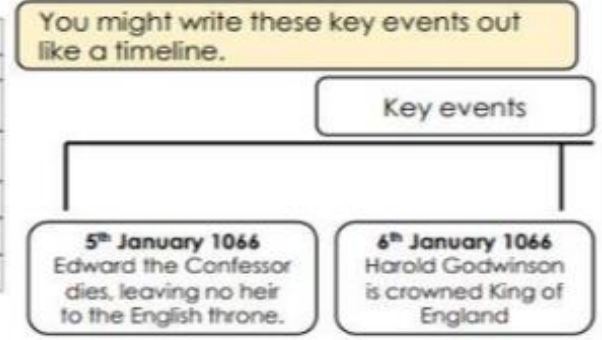 You might write these key events out
like a timeline.
Key events
5th January 1066
Edward the Confessor
dies, leaving no heir
to the English throne.
6th January 1066
Harold Godwinson
is crowned King of
England